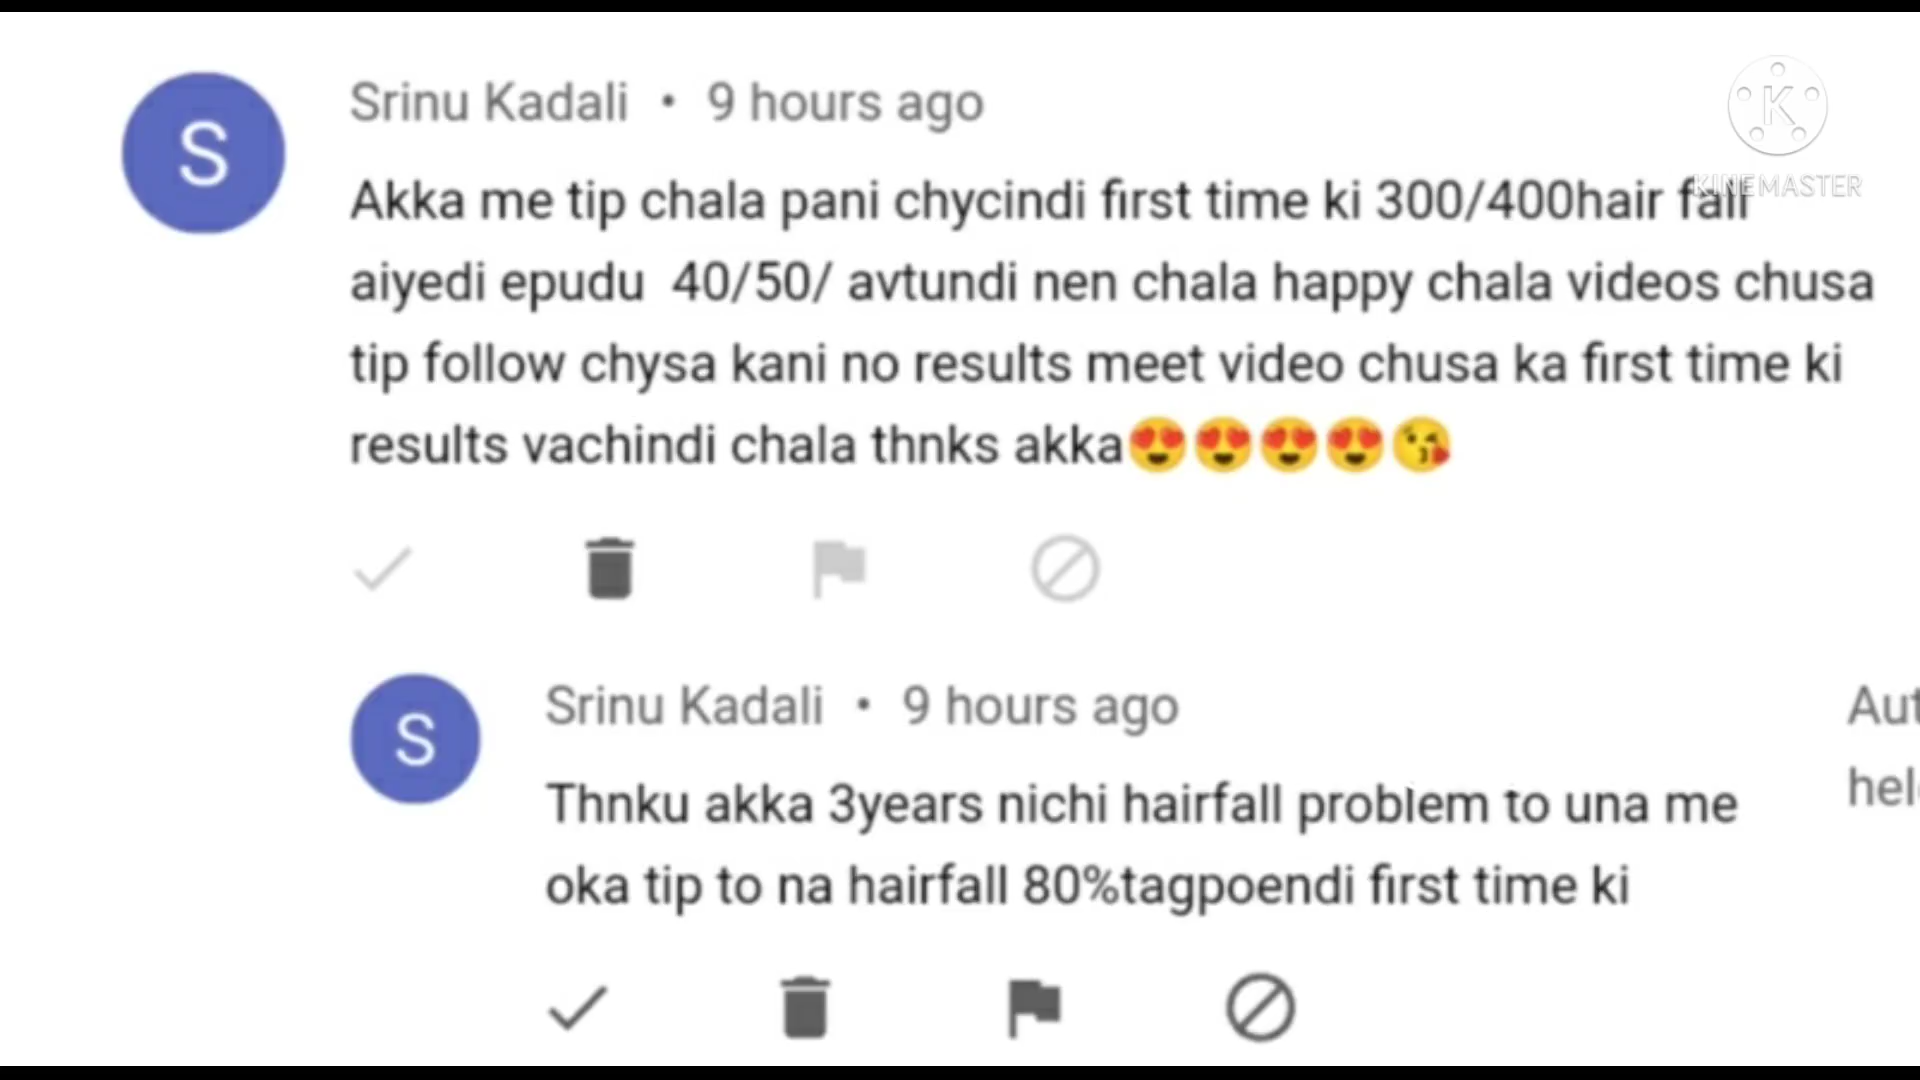 S
Srinu Kadali • 9 hours ago
Akka me tip chala pani chycindi first time ki 300/400hair fall
aiyedi epudu 40/50/ avtundi nen chala happy chala videos chusa
tip follow chysa kani no results meet video chusa ka first time ki
results vachindi chala thnks akka😍😍😍😍😘
S
Srinu Kadali • 9 hours ago
Thnku akka 3years nichi hairfall problem to una me
oka tip to na hairfall 80%tagpoendi first time ki
K
KINEMASTER